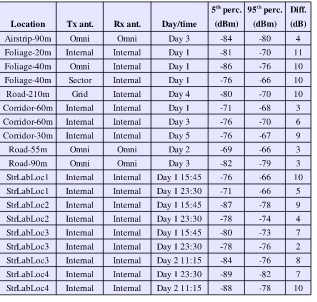 Location Tx ant. Rx ant. Day/time 5th perc. (dBm) 95th perc. (dBm) Diff. (dB)
Airstrip-90m Omni Omni Day 3 -84 -80 4
Foliage-20m Internal Internal Day 1 -81 -70 11
Foliage-40m Omni Omni Day 1 -86 -76 10
Foliage-40m Sector Internal Day 1 -76 -66 10
Road-210m Grid Internal Day 4 -80 -70 10
Corridor-60m Internal Internal Day 1 -71 -68 3
Corridor-60m Internal Internal Day 3 -76 -70 6
Corridor-30m Internal Internal Day 5 -76 -67 9
Road-55m Omni Omni Day 2 -69 -66 3
Road-90m Omni Omni Day 3 -82 -79 3
StrLabLoc1 Internal Internal Day 1 15:45 -76 -66 10
StrLabLoc1 Internal Internal Day 1 23:30 -71 -66 5
StrLabLoc2 Internal Internal Day 1 15:45 -87 -78 9
StrLabLoc2 Internal Internal Day 1 23:30 -78 -74 4
StrLabLoc3 Internal Internal Day 1 15:45 -80 -73 7
StrLabLoc3 Internal Internal Day 1 23:30 -78 -76 2
StrLabLoc3 Internal Internal Day 2 11:15 -84 -76 8
StrLabLoc4 Internal Internal Day 1 23:30 -89 -82 7
StrLabLoc4 Internal Internal Day 2 11:15 -88 -78 10